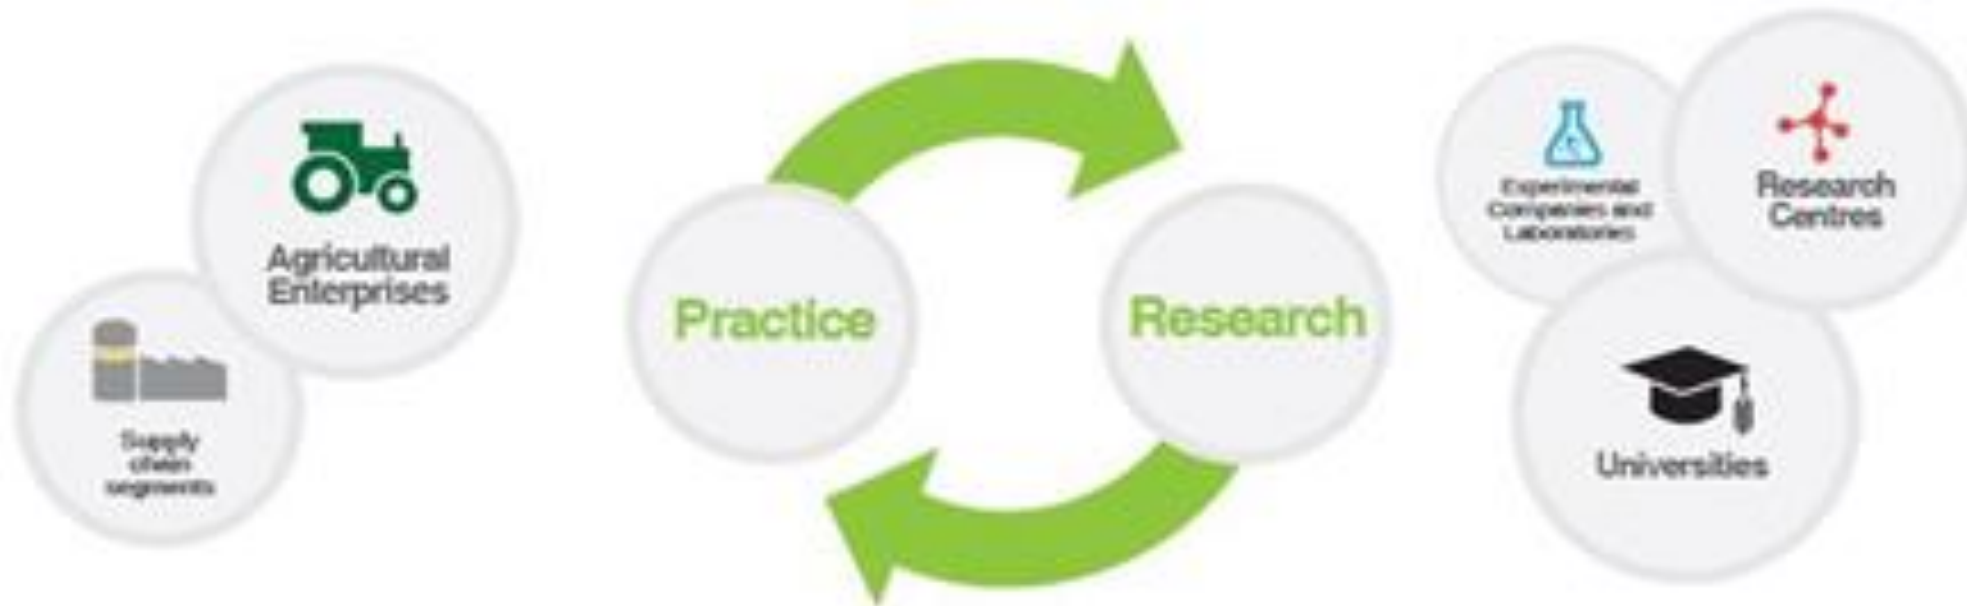 Agricultural
Enterprises
Supply
chain
segments
Practice
Research
Experimental
Companies and
Laboratories
Research
Centres
Universities